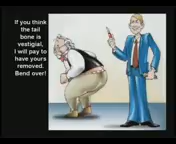 If you think
the tail
bone is
vestigial,
I will pay to
have yours
removed.
Bend over!